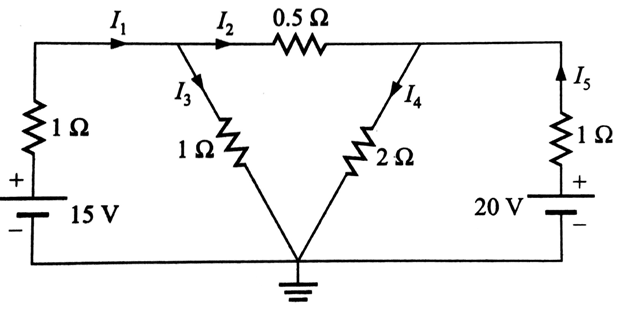 I₁ I₂ 0.5 Ω
I₃ I₄ I₅
1 Ω 1 Ω 2 Ω 1 Ω
+ +
15 V 20 V
− −